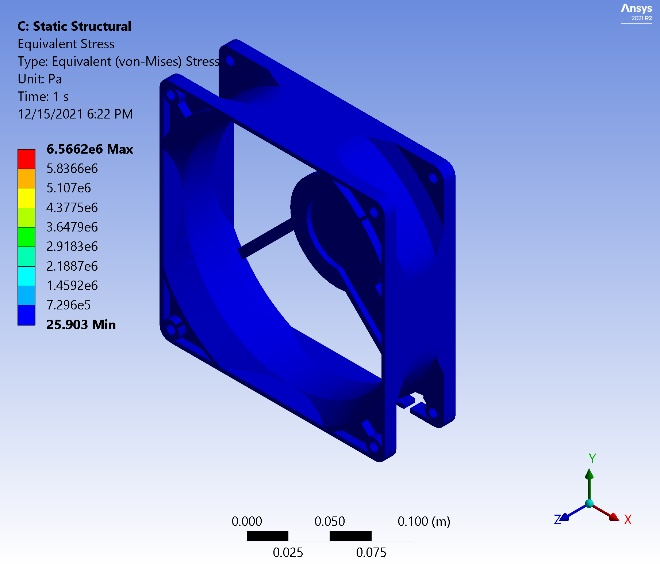 Ansys
2021 R2
C: Static Structural
Equivalent Stress
Type: Equivalent (von-Mises) Stress
Unit: Pa
Time: 1 s
12/15/2021 6:22 PM
6.5662e6 Max
5.8366e6
5.107e6
4.3775e6
3.6479e6
2.9183e6
2.1887e6
1.4592e6
7.296e5
25.903 Min
Y
Z
X
0.000 0.050 0.100 (m)
0.025 0.075